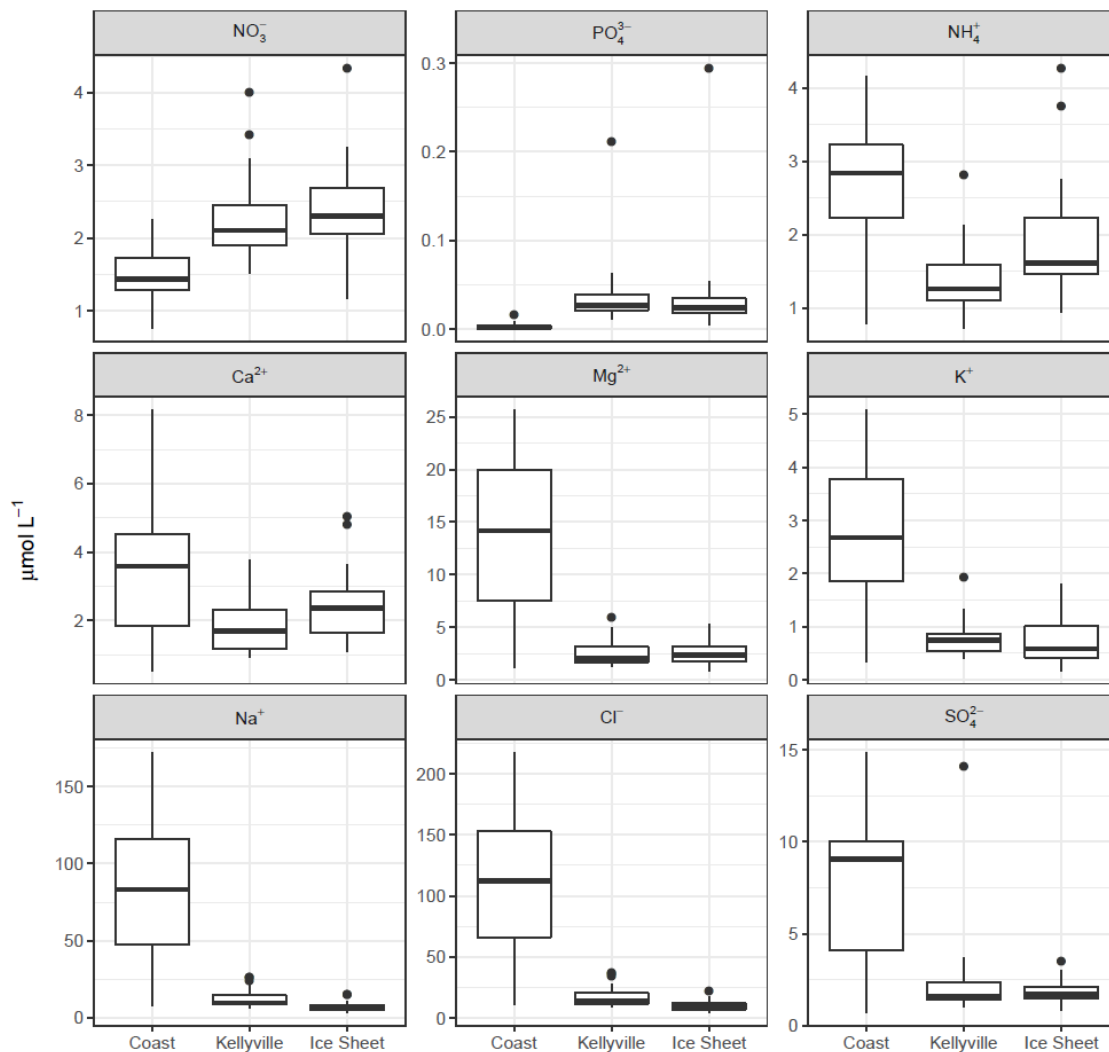 NO₃⁻ PO₄³⁻ NH₄⁺
4 0.3 4
3 0.2 3
2 0.1 2
1 0.0 1
Ca²⁺ Mg²⁺ K⁺
8 25 5
6 20 4
4 15 3
2 10 2
5 1
0 0
µmol L⁻¹
Na⁺ Cl⁻ SO₄²⁻
150 200 15
100 150 10
50 100 5
0 50 0
0
Coast Kellyville Ice Sheet Coast Kellyville Ice Sheet Coast Kellyville Ice Sheet